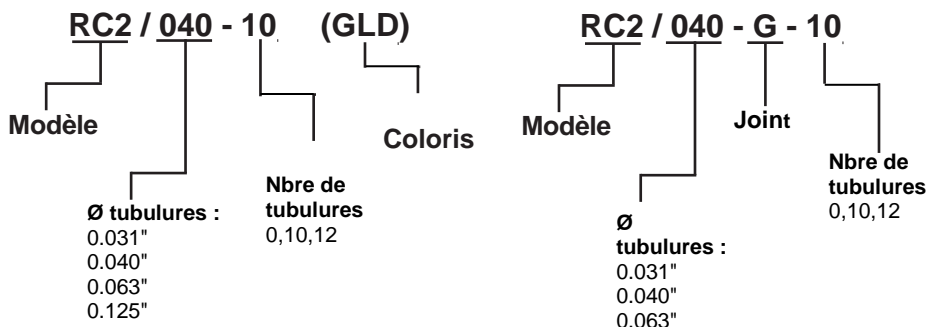 RC2 / 040 - 10 (GLD)
Modèle
Coloris
Nbre de
tubulures
0,10,12
Ø tubulures :
0.031"
0.040"
0.063"
0.125"
RC2 / 040 - G - 10
Modèle
Joint
Nbre de
tubulures
0,10,12
Ø
tubulures :
0.031"
0.040"
0.063"